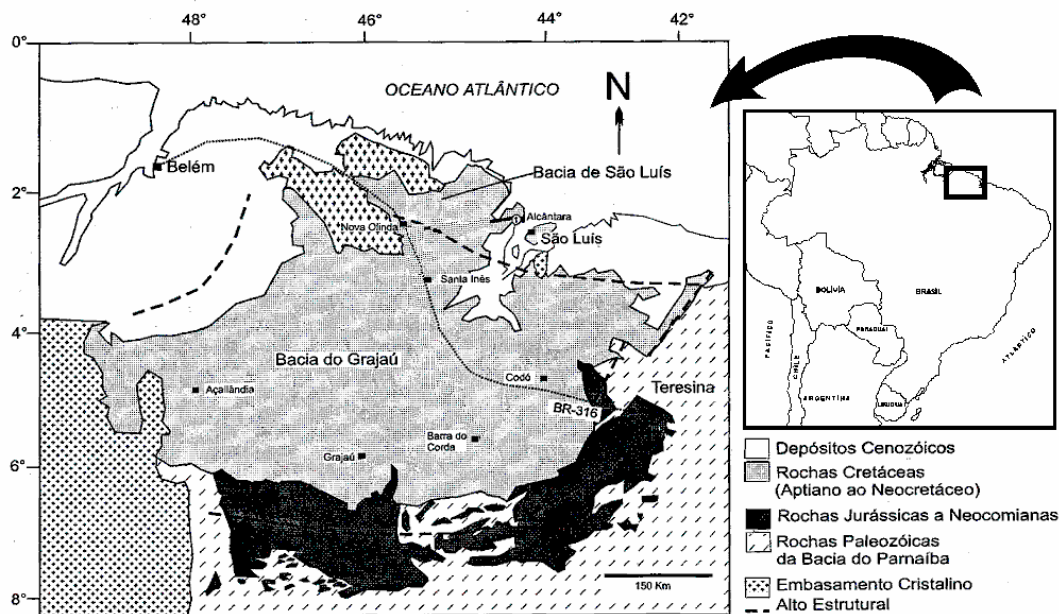 48° 46° 44° 42°
0°
2°
4°
6°
8°
OCEANO ATLÂNTICO
N
Belém
Bacia de São Luís
Alcântara
Nova Olinda
São Luís
Santa Inês
Bacia do Grajaú
Açailândia
Codó
Teresina
BR-316
Barra do
Corda
Grajaú
150 Km
BOLÍVIA
BRASIL
PARAGUAI
PACÍFICO
CHILE
ARGENTÍNA
URUGUAI
ATLÂNTICO
Depósitos Cenozóicos
Rochas Cretáceas
(Aptiano ao Neocretáceo)
Rochas Jurássicas a Neocomianas
Rochas Paleozóicas
da Bacia do Parnaíba
Embasamento Cristalino
Alto Estrutural